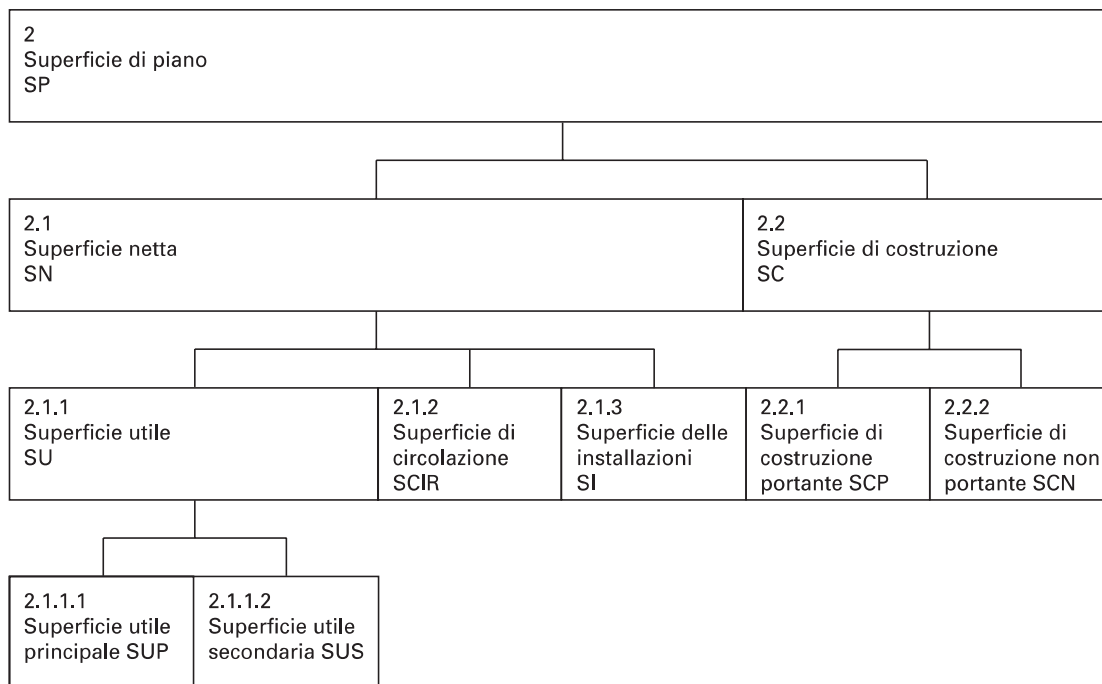 2
Superficie di piano
SP
2.1
Superficie netta
SN
2.2
Superficie di costruzione
SC
2.1.1
Superficie utile
SU
2.1.2
Superficie di
circolazione
SCIR
2.1.3
Superficie delle
installazioni
SI
2.2.1
Superficie di
costruzione
portante SCP
2.2.2
Superficie di
costruzione non
portante SCN
2.1.1.1
Superficie utile
principale SUP
2.1.1.2
Superficie utile
secondaria SUS